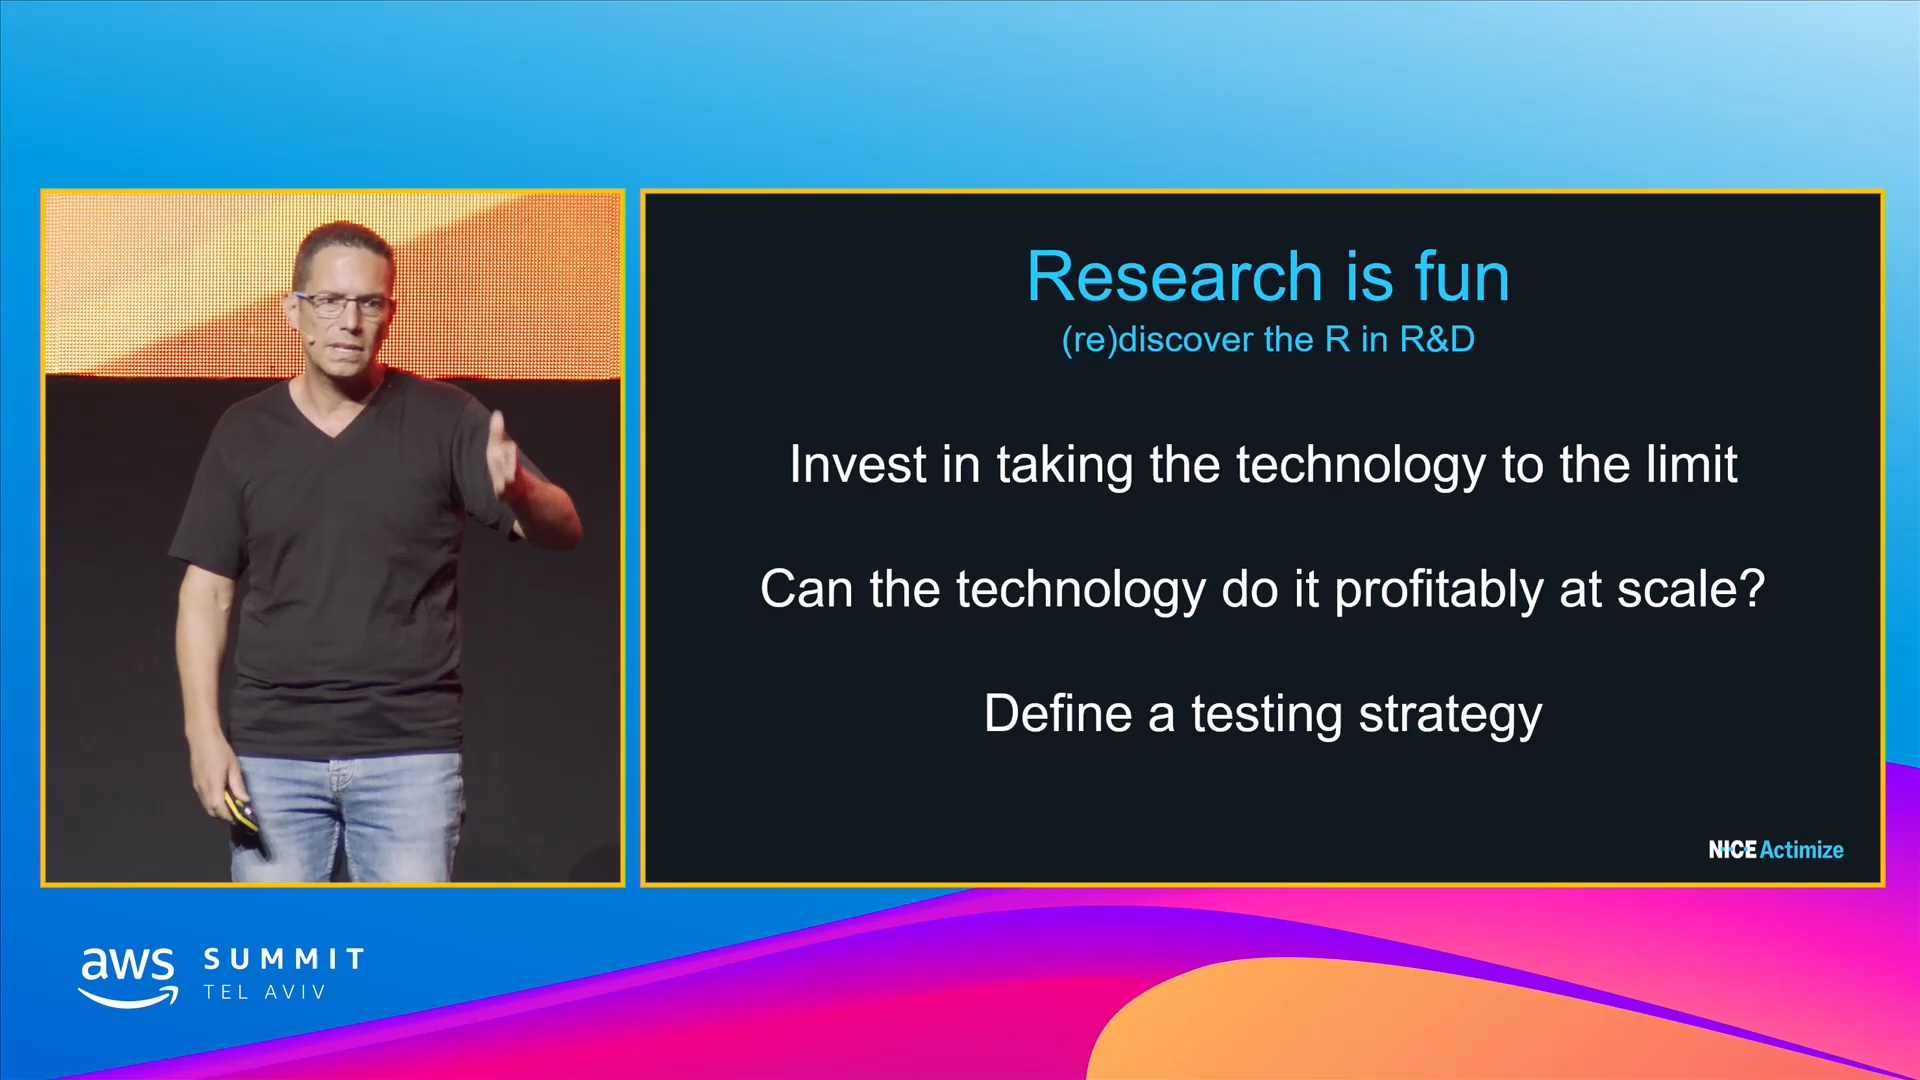 Research is fun
(re)discover the R in R&D
Invest in taking the technology to the limit
Can the technology do it profitably at scale?
Define a testing strategy
NICE Actimize
aws SUMMIT
TEL AVIV